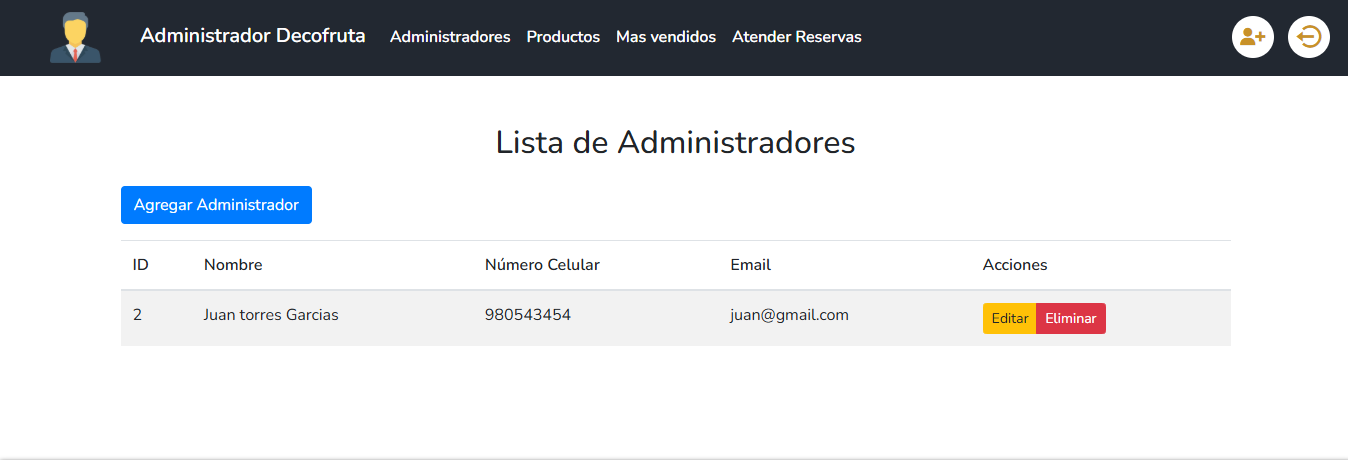 Administrador Decofruta Administradores Productos Mas vendidos Atender Reservas
Lista de Administradores
Agregar Administrador
ID Nombre Número Celular Email Acciones
2 Juan torres Garcias 980543454 juan@gmail.com Editar Eliminar